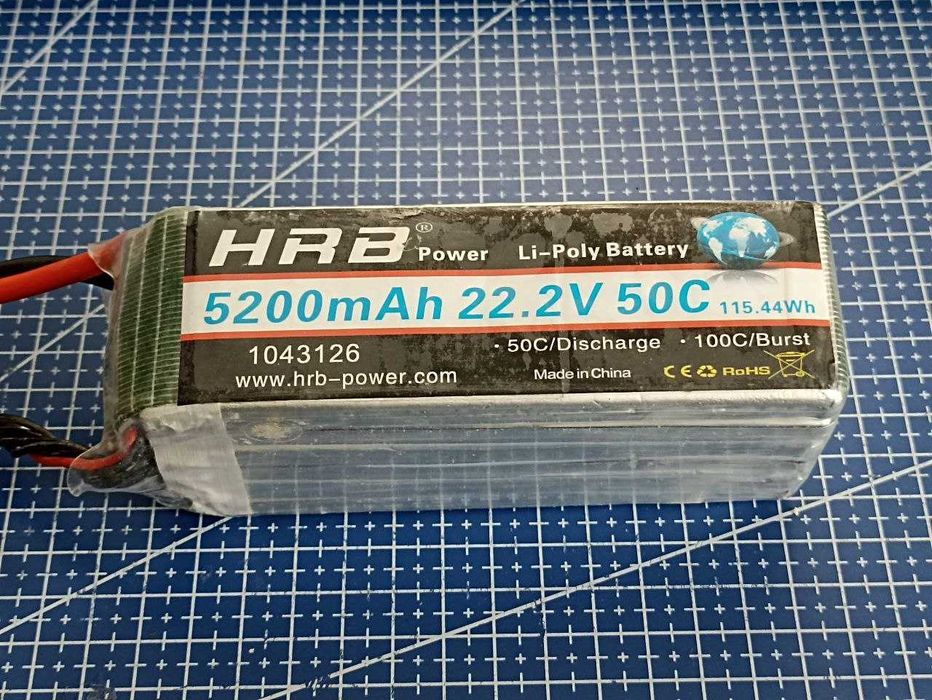 HRB® Power Li-Poly Battery
5200mAh 22.2V 50C 115.44Wh
1043126 · 50C/Discharge · 100C/Burst
www.hrb-power.com Made in China CE RoHS